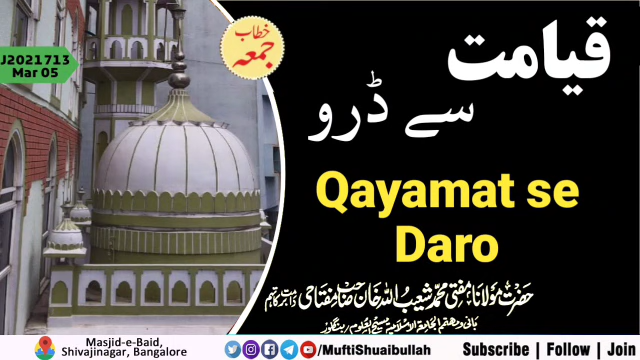 J2021713
Mar 05
خطاب
جمعہ
قیامت
سے ڈرو
Qayamat se
Daro
حضرت مولانا مفتی محمد شعیب اللہ خان صاحب مفتاحی دامت برکاتہم
بانی و مہتمم الجامعۃ الاسلامیہ مسیح العلوم، بنگلور
Masjid-e-Baid,
Shivajinagar, Bangalore
/MuftiShuaibullah
Subscribe | Follow | Join